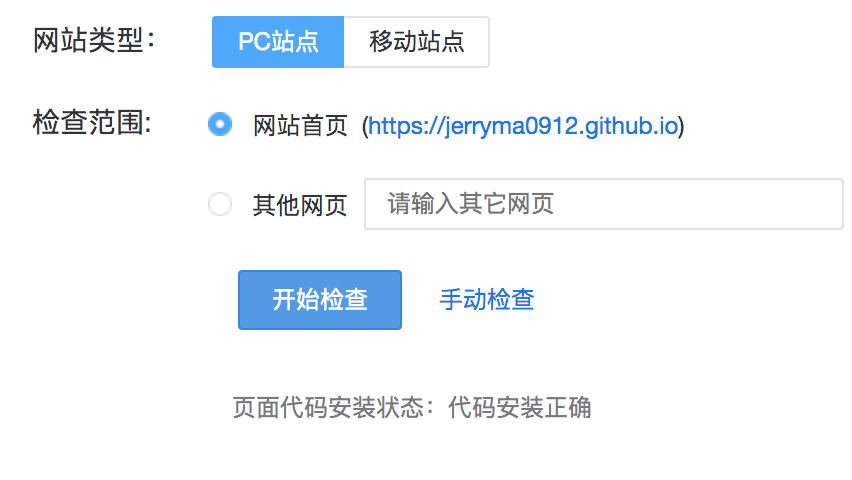 网站类型： PC站点 移动站点
检查范围: 网站首页 (https://jerryma0912.github.io)
其他网页 请输入其它网页
开始检查 手动检查
页面代码安装状态：代码安装正确